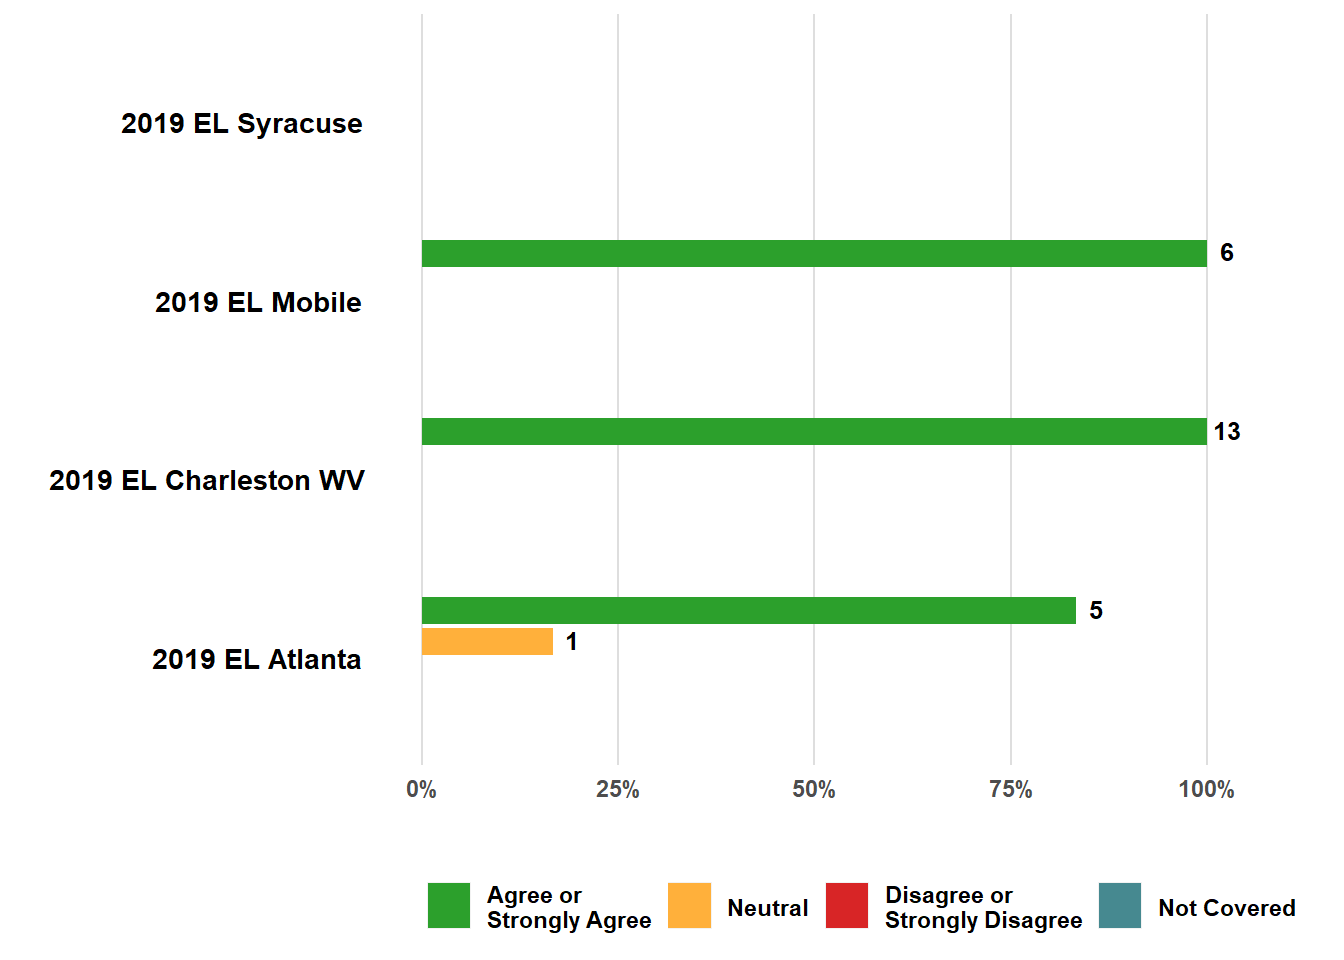 2019 EL Syracuse
6
2019 EL Mobile
13
2019 EL Charleston WV
5
1
2019 EL Atlanta
0% 25% 50% 75% 100%
Agree or
Strongly Agree
Neutral
Disagree or
Strongly Disagree
Not Covered